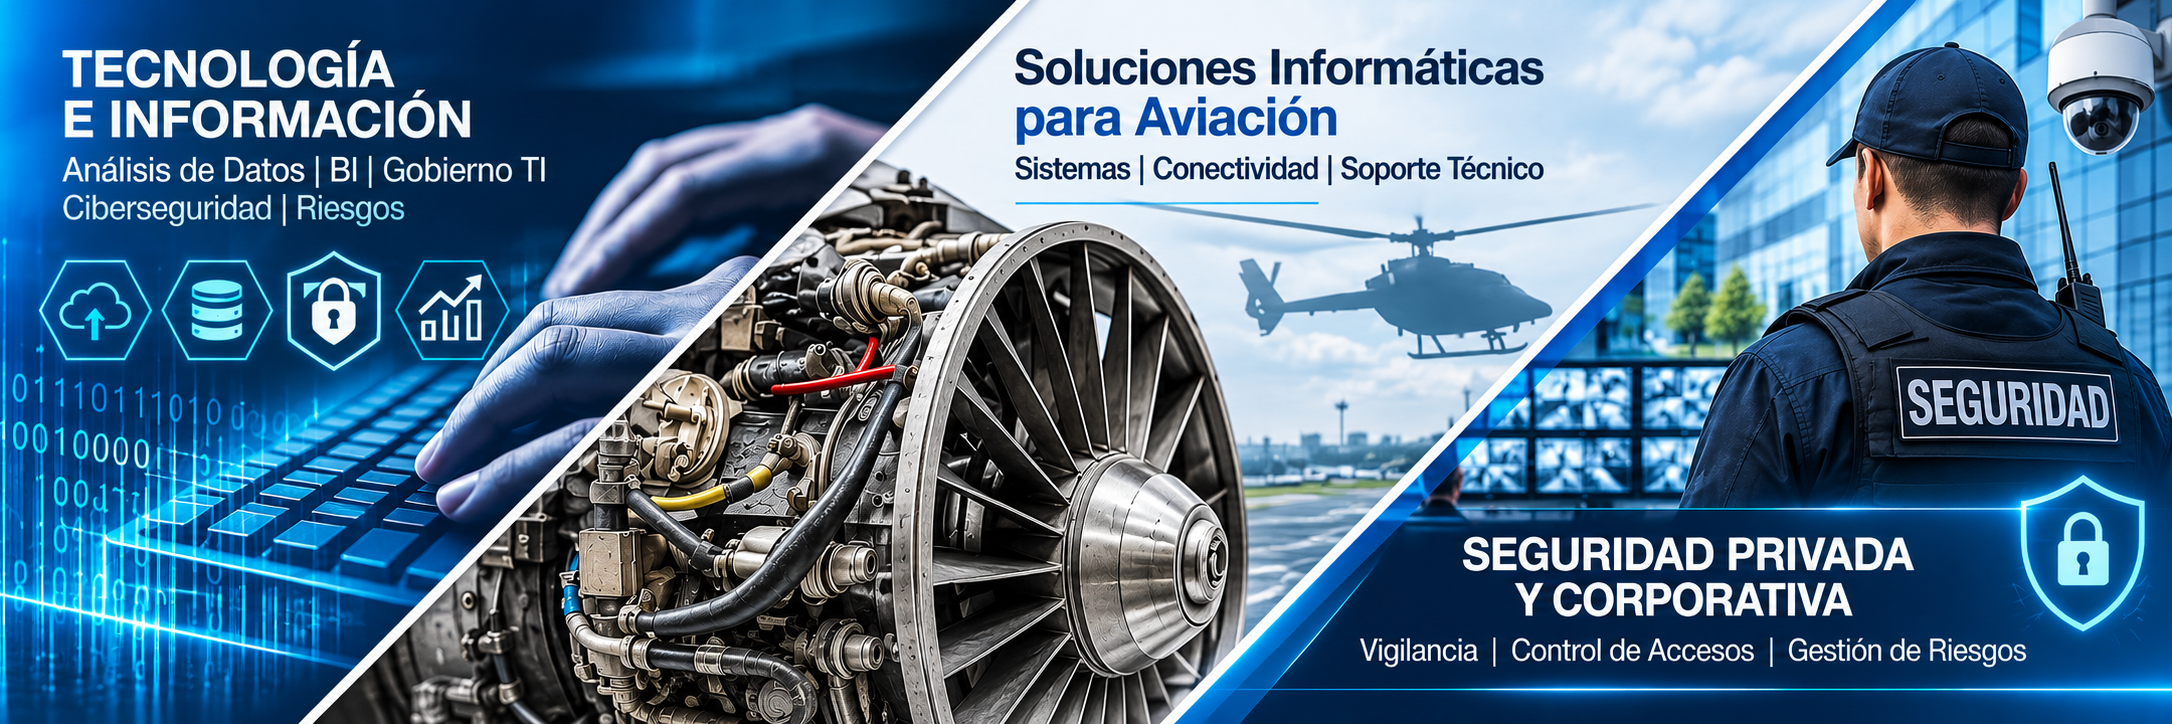 TECNOLOGÍA
E INFORMACIÓN
Análisis de Datos | BI | Gobierno TI
Ciberseguridad | Riesgos
Soluciones Informáticas
para Aviación
Sistemas | Conectividad | Soporte Técnico
SEGURIDAD
SEGURIDAD PRIVADA
Y CORPORATIVA
Vigilancia | Control de Accesos | Gestión de Riesgos
0010000